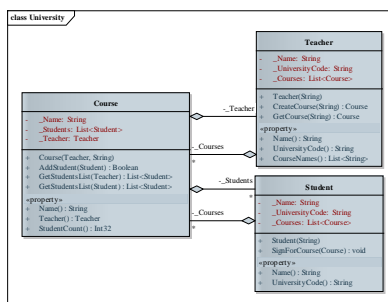 class University
Teacher
- _Name: String
- _UniversityCode: String
- _Courses: List<Course>
+ Teacher(String)
+ CreateCourse(String) : Course
+ GetCourse(String) : Course
«property»
+ Name() : String
+ UniversityCode() : String
+ CourseNames() : List<String>
Course
- _Name: String
- _Students: List<Student>
- _Teacher: Teacher
+ Course(Teacher, String)
+ AddStudent(Student) : Boolean
+ GetStudentsList(Teacher) : List<Student>
+ GetStudentsList(Student) : List<Student>
«property»
+ Name() : String
+ Teacher() : Teacher
+ StudentCount() : Int32
-_Teacher
-_Courses
*
-_Students
*
-_Courses
*
Student
- _Name: String
- _UniversityCode: String
- _Courses: List<Course>
+ Student(String)
+ SignForCourse(Course) : void
«property»
+ Name() : String
+ UniversityCode() : String